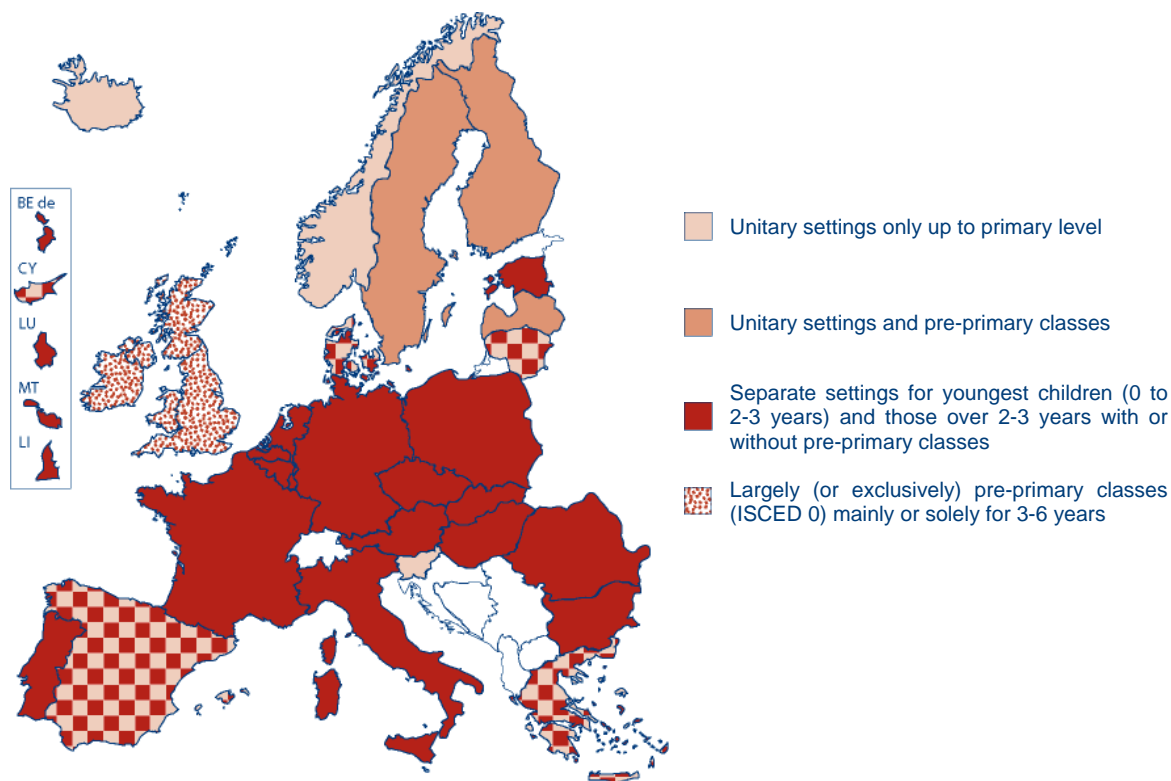 BE de
CY
LU
MT
LI
Unitary settings only up to primary level
Unitary settings and pre-primary classes
Separate settings for youngest children (0 to
2-3 years) and those over 2-3 years with or
without pre-primary classes
Largely (or exclusively) pre-primary classes
(ISCED 0) mainly or solely for 3-6 years